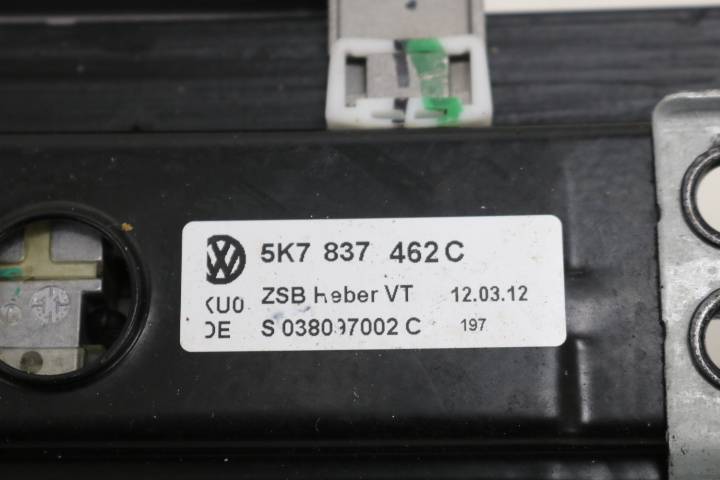 5K7 837 462 C
KU0 ZSB Heber VT 12.03.12
DE S 038097002 C 197